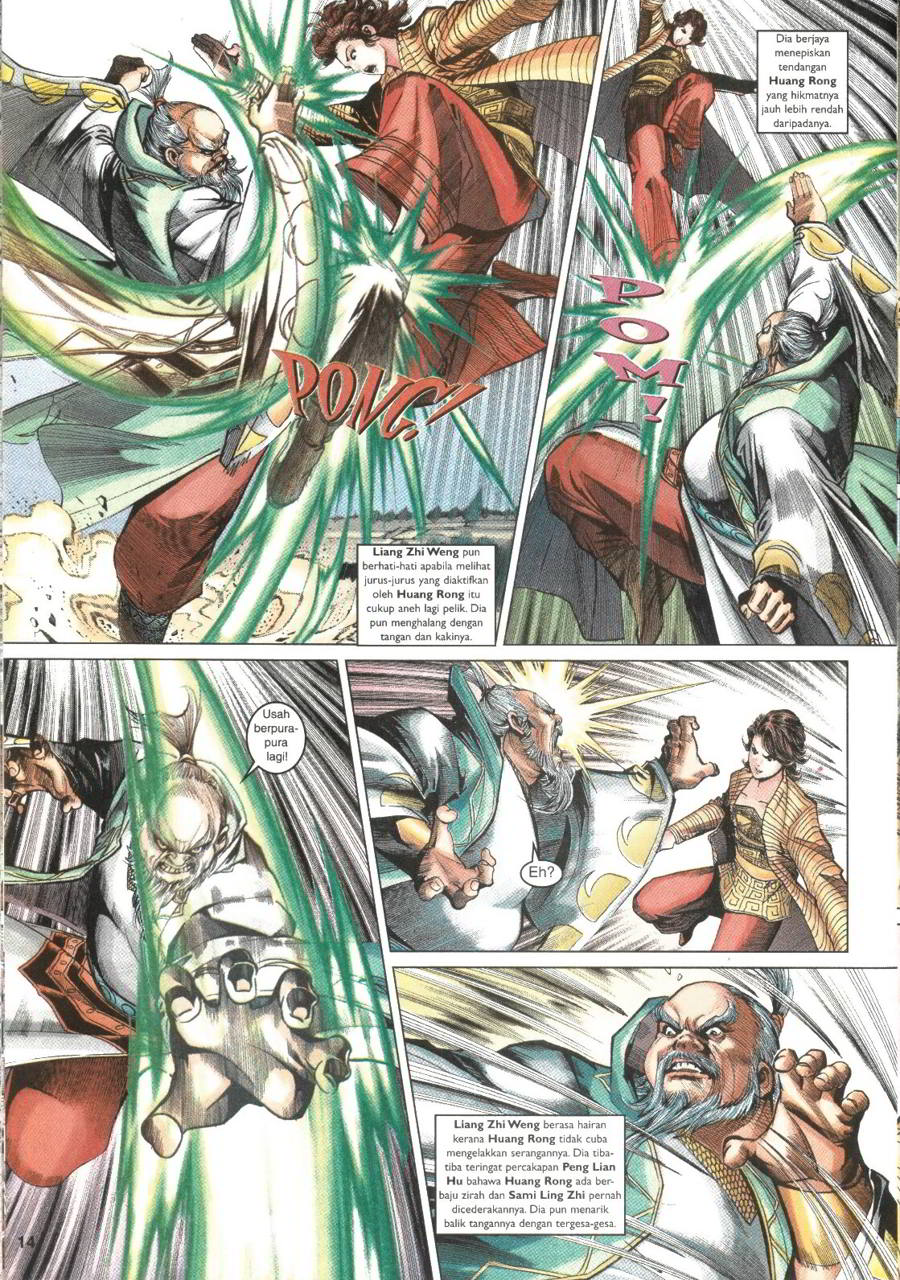 PONG!
Liang Zhi Weng pun
berhati-hati apabila melihat
jurus-jurus yang diaktifkan
oleh Huang Rong itu
cukup aneh lagi pelik. Dia
pun menghalang dengan
tangan dan kakinya.
Dia berjaya
menepiskan
tendangan
Huang Rong
yang hikmatnya
jauh lebih rendah
daripadanya.
POM!
Usah
berpura-
pura
lagi!
Eh?
Liang Zhi Weng berasa hairan
kerana Huang Rong tidak cuba
mengelakkan serangannya. Dia tiba-
tiba teringat percakapan Peng Lian
Hu bahawa Huang Rong ada ber-
baju zirah dan Sami Ling Zhi pernah
dicederakannya. Dia pun menarik
balik tangannya dengan tergesa-gesa.
14